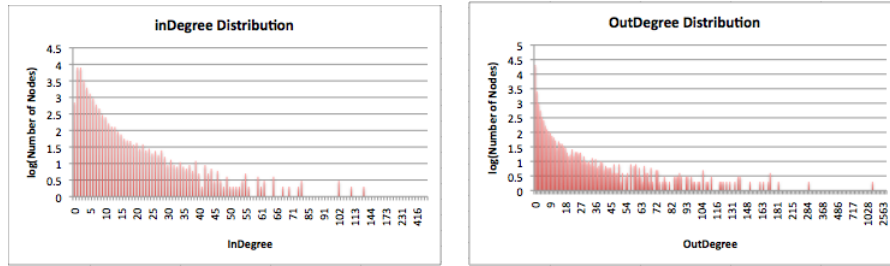 inDegree Distribution
4.5
4
3.5
3
2.5
2
1.5
1
0.5
0
log(Number of Nodes)
0 5 10 15 20 25 30 35 40 45 50 55 61 66 71 85 91 102 113 144 173 231 416
InDegree
OutDegree Distribution
5
4.5
4
3.5
3
2.5
2
1.5
1
0.5
0
log(Number of Nodes)
0 9 18 27 36 45 54 63 72 83 93 104 116 131 148 163 181 215 284 368 486 717 1028 2563
OutDegree